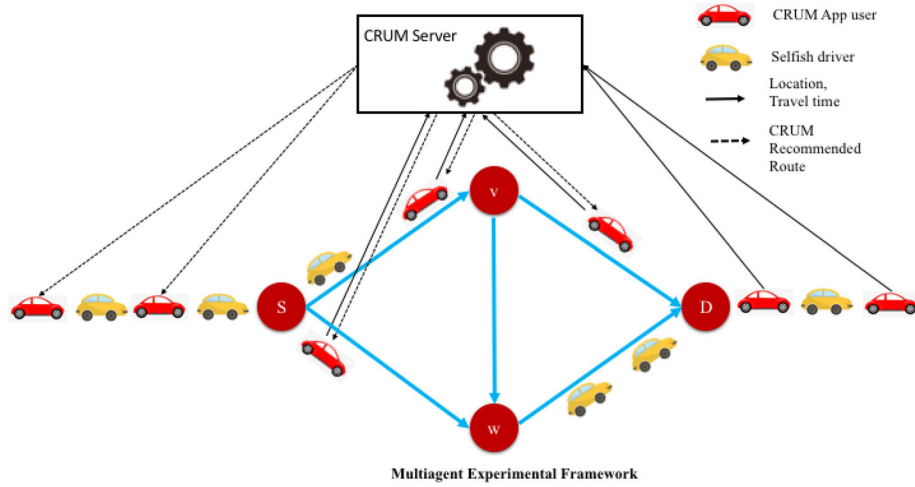 CRUM Server
CRUM App user
Selfish driver
Location,
Travel time
CRUM
Recommended
Route
v
S
D
w
Multiagent Experimental Framework